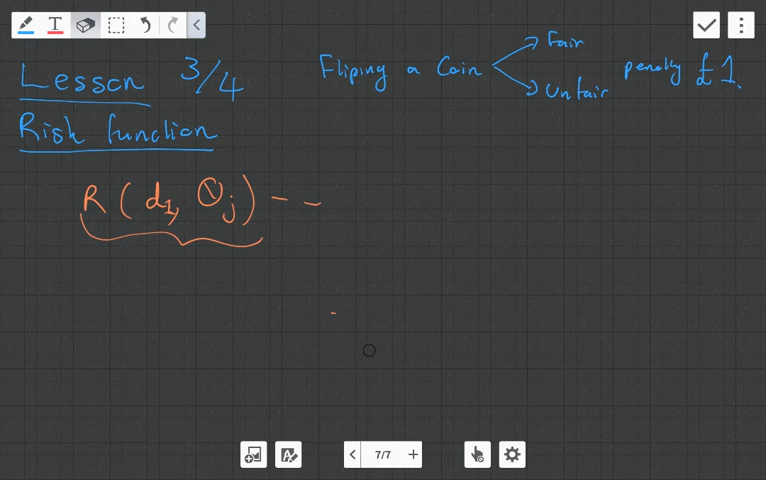 Lesson 3/4
Risk function
Fliping a Coin
Fair
Unfair
penalty £1.
R(d1, θj) - -
7/7